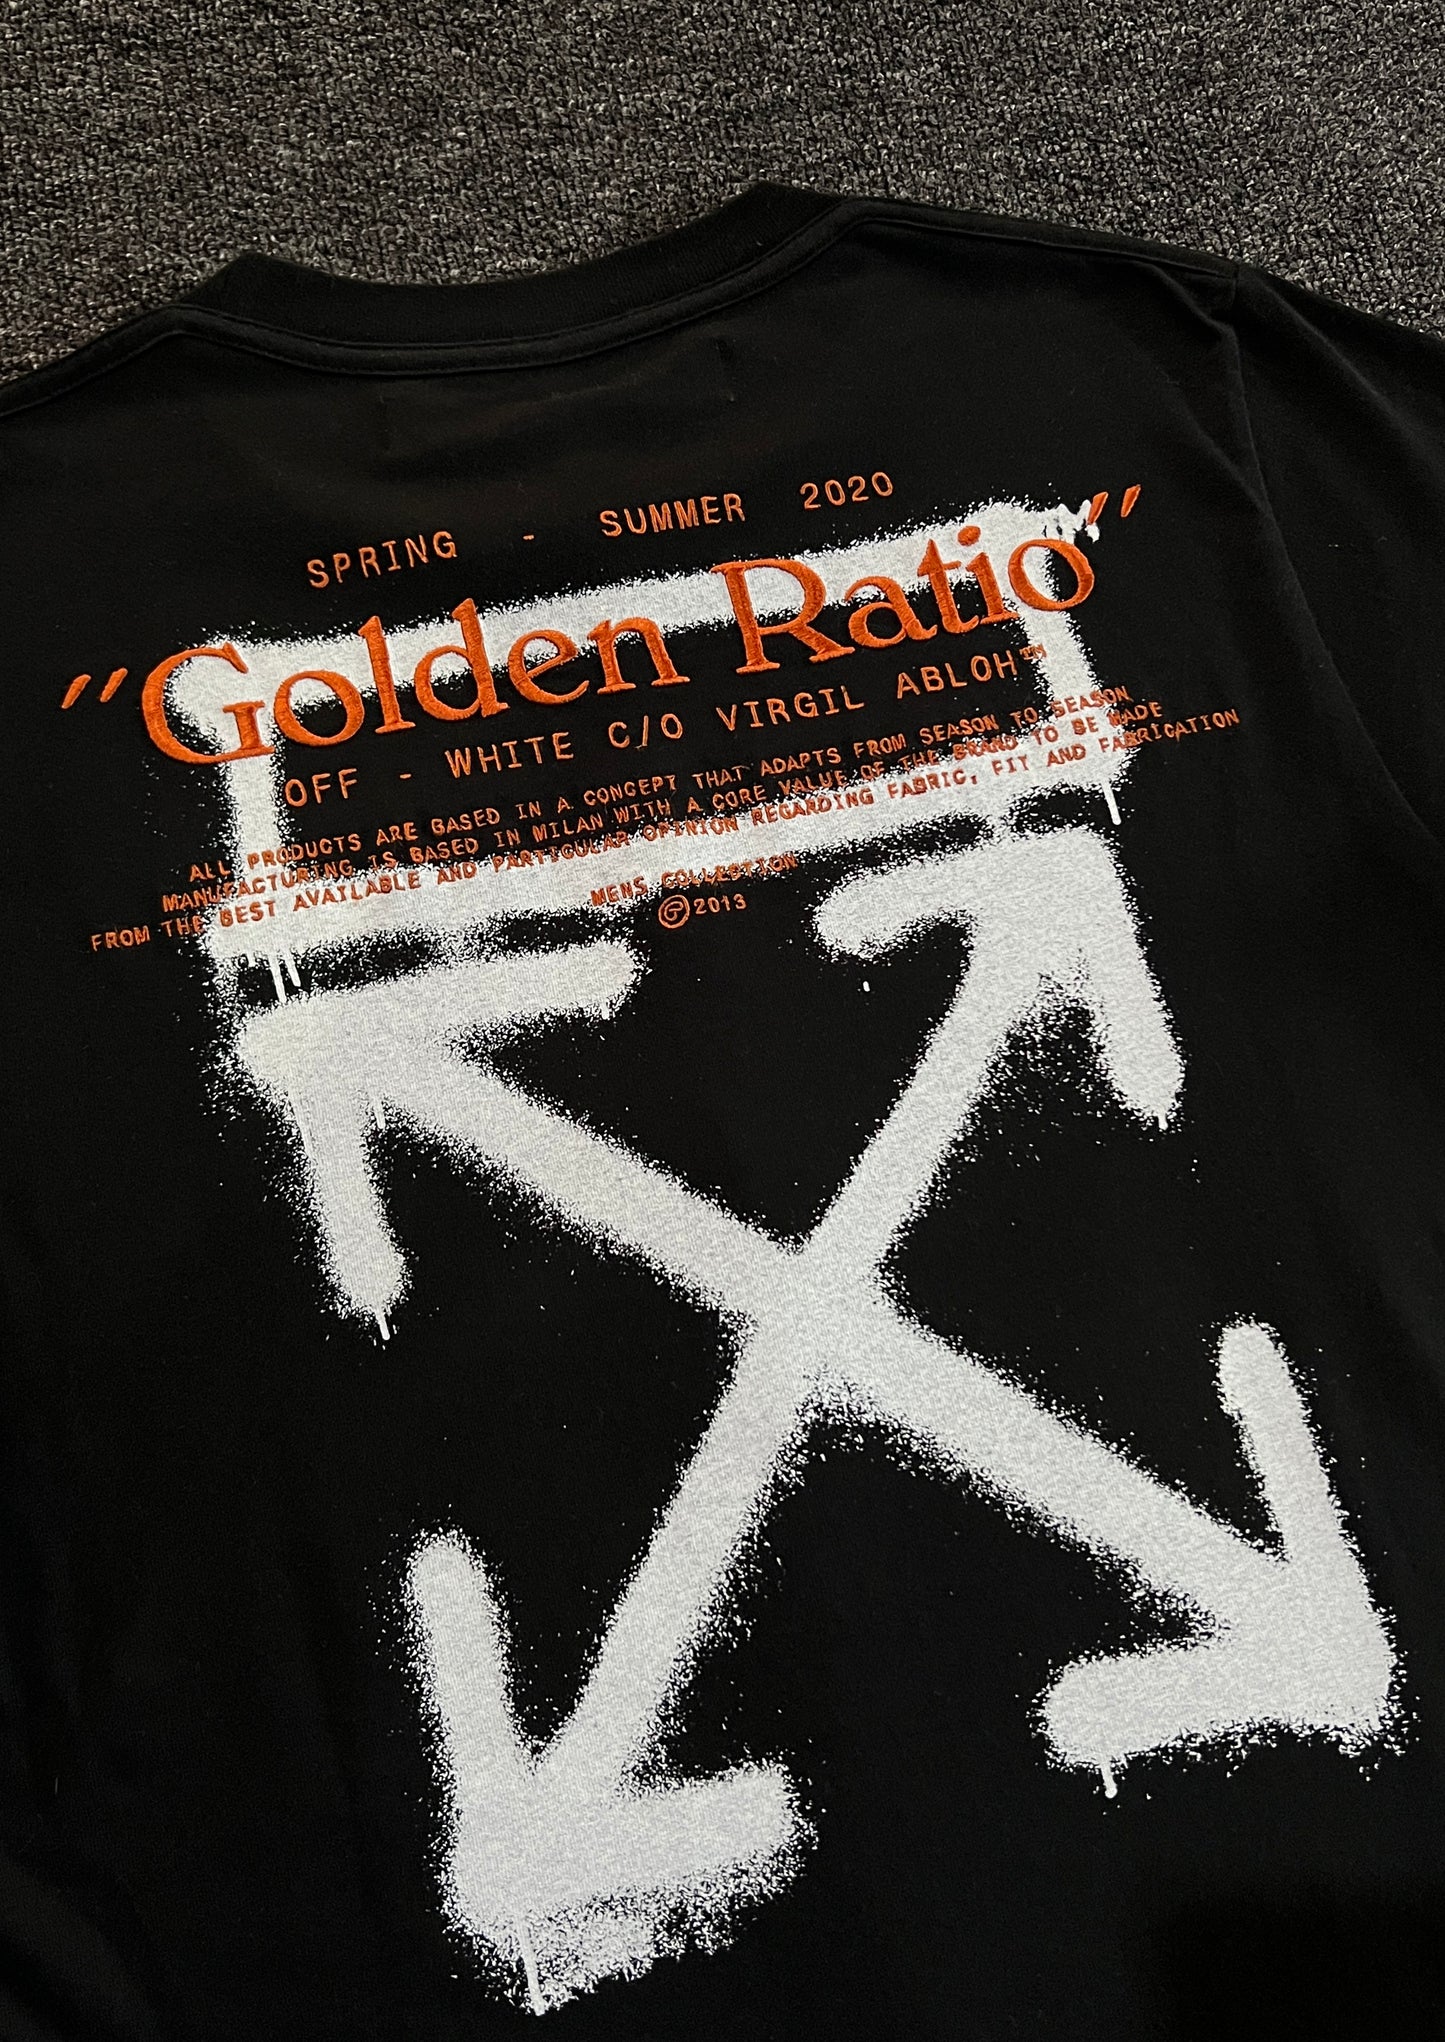 SPRING - SUMMER 2020
"Golden Ratio"
OFF - WHITE C/O VIRGIL ABLOH™
ALL PRODUCTS ARE BASED IN A CONCEPT THAT ADAPTS FROM SEASON TO SEASON
MANUFACTURING IS BASED IN MILAN WITH A CORE VALUE OF THE BRAND TO BE MADE
FROM THE BEST AVAILABLE AND PARTICULAR OPINION REGARDING FABRIC, FIT AND FABRICATION
MENS COLLECTION
2013